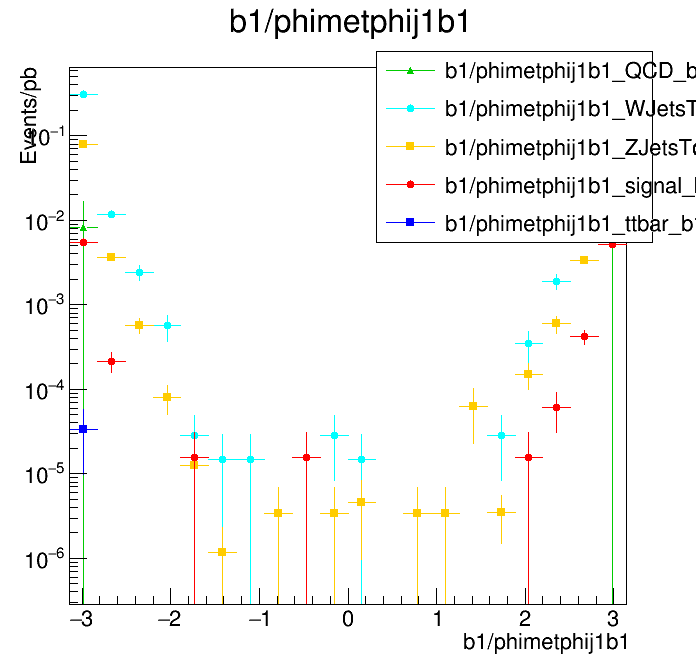 b1/phimetphij1b1
Events/pb
b1/phimetphij1b1_QCD_b
b1/phimetphij1b1_WJetsT
b1/phimetphij1b1_ZJetsTo
b1/phimetphij1b1_signal_
b1/phimetphij1b1_ttbar_b
10⁻¹
10⁻²
10⁻³
10⁻⁴
10⁻⁵
10⁻⁶
−3 −2 −1 0 1 2 3
b1/phimetphij1b1